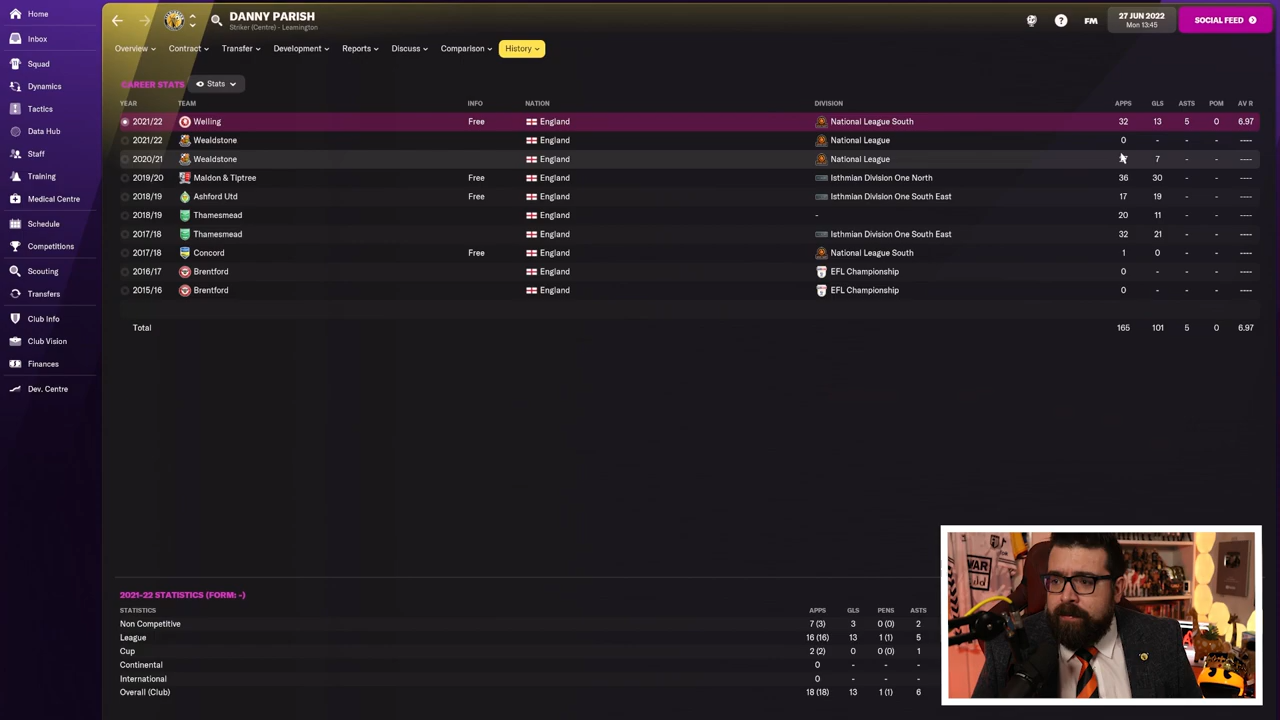 Home
Inbox
Squad
Dynamics
Tactics
Data Hub
Staff
Training
Medical Centre
Schedule
Competitions
Scouting
Transfers
Club Info
Club Vision
Finances
Dev. Centre
DANNY PARISH
Striker (Centre) - Leamington
? FM
27 JUN 2022
Mon 13:45
SOCIAL FEED
Overview Contract Transfer Development Reports Discuss Comparison History
CAREER STATS Stats
YEAR TEAM INFO NATION DIVISION APPS GLS ASTS POM AV R
2021/22 Welling Free England National League South 32 13 5 0 6.97
2021/22 Wealdstone England National League 0 - - - ----
2020/21 Wealdstone England National League 7 - - ----
2019/20 Maldon & Tiptree Free England Isthmian Division One North 36 30 - - ----
2018/19 Ashford Utd Free England Isthmian Division One South East 17 19 - - ----
2018/19 Thamesmead England - 20 11 - - ----
2017/18 Thamesmead England Isthmian Division One South East 32 21 - - ----
2017/18 Concord Free England National League South 1 0 - - ----
2016/17 Brentford England EFL Championship 0 - - - ----
2015/16 Brentford England EFL Championship 0 - - - ----
Total 165 101 5 0 6.97
2021-22 STATISTICS (FORM: -)
STATISTICS APPS GLS PENS ASTS
Non Competitive 7 (3) 3 0 (0) 2
League 16 (16) 13 1 (1) 5
Cup 2 (2) 0 0 (0) 1
Continental 0 - - -
International 0 - - -
Overall (Club) 18 (18) 13 1 (1) 6
WAR